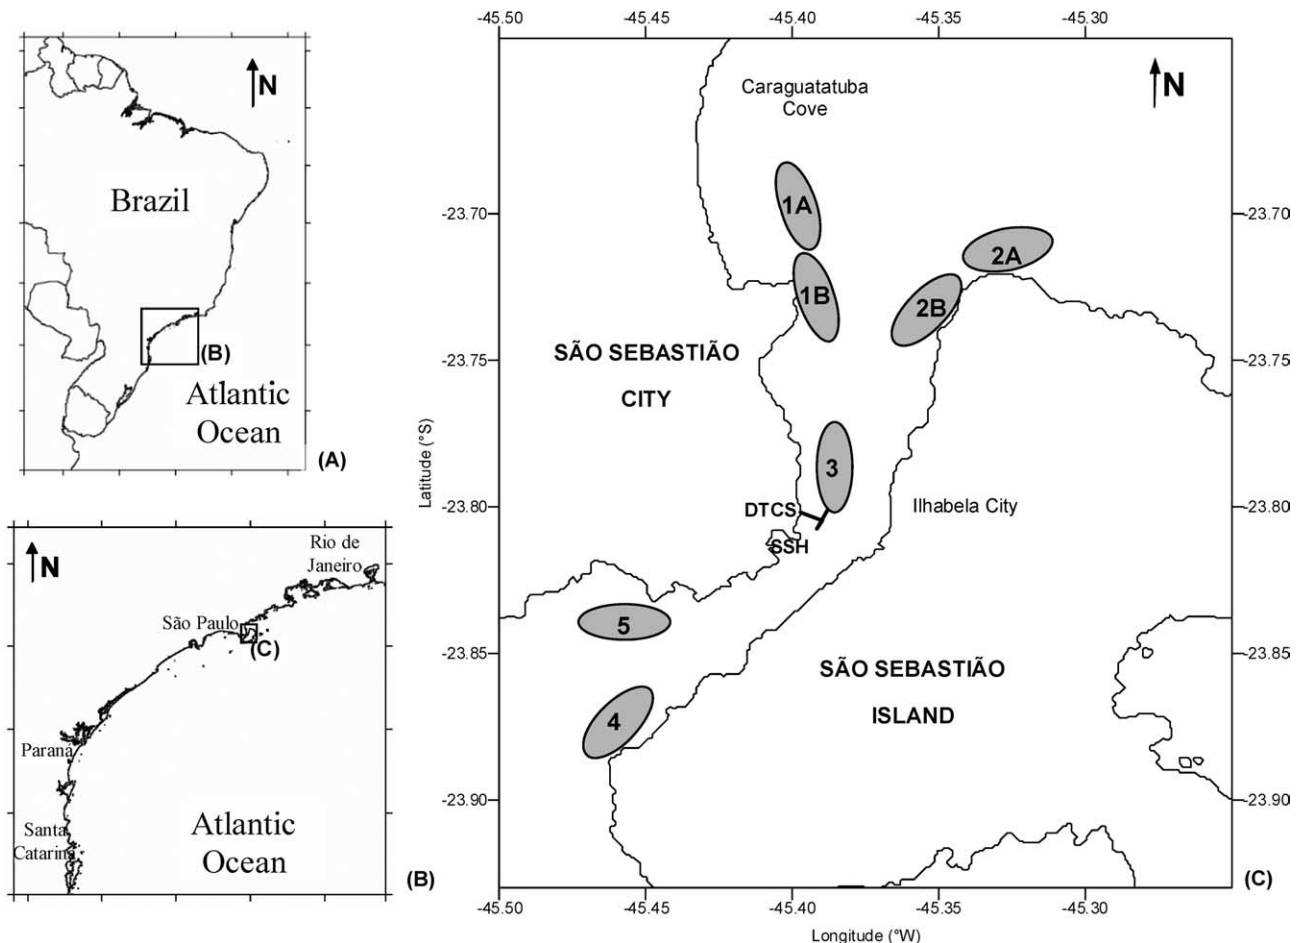 N
Brazil
(B)
Atlantic
Ocean
(A)
N
Rio de
Janeiro
São Paulo
(C)
Paraná
Santa
Catarina
Atlantic
Ocean
(B)
-45.50 -45.45 -45.40 -45.35 -45.30
Caraguatatuba
Cove
N
1A
-23.70 -23.70
2A
1B
2B
SÃO SEBASTIÃO
CITY
-23.75 -23.75
3
Latitude (°S)
DTCS
Ilhabela City
-23.80 -23.80
SSH
5
-23.85 -23.85
SÃO SEBASTIÃO
ISLAND
4
-23.90 -23.90
(C)
-45.50 -45.45 -45.40 -45.35 -45.30
Longitude (°W)